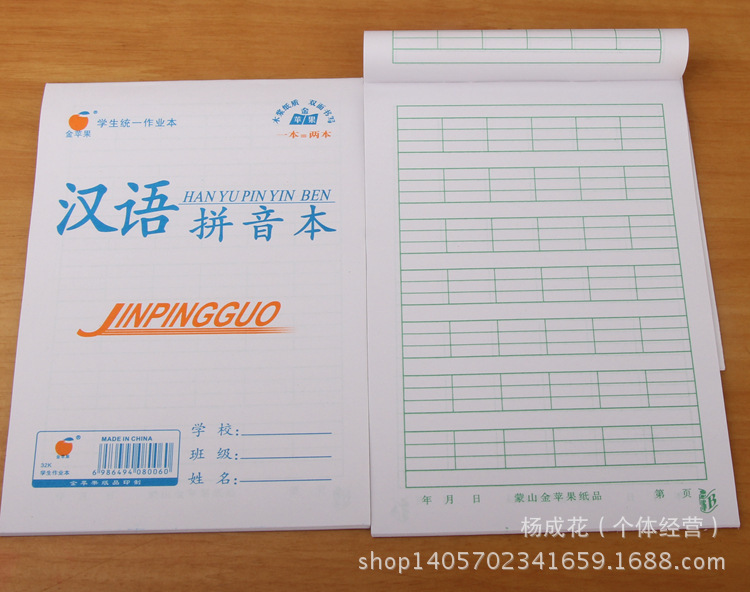 金苹果
学生统一作业本
木浆纸质 双面书写
金
苹/果
一本=两本
汉语
HAN YU PIN YIN BEN
拼音本
JINPINGGUO
学校:
班级:
姓名:
金苹果
32K
学生作业本
MADE IN CHINA
6 986494 080060
金苹果纸品印制
年 月 日
蒙山金苹果纸品
第 页
杨成花（个体经营）
shop1405702341659.1688.com